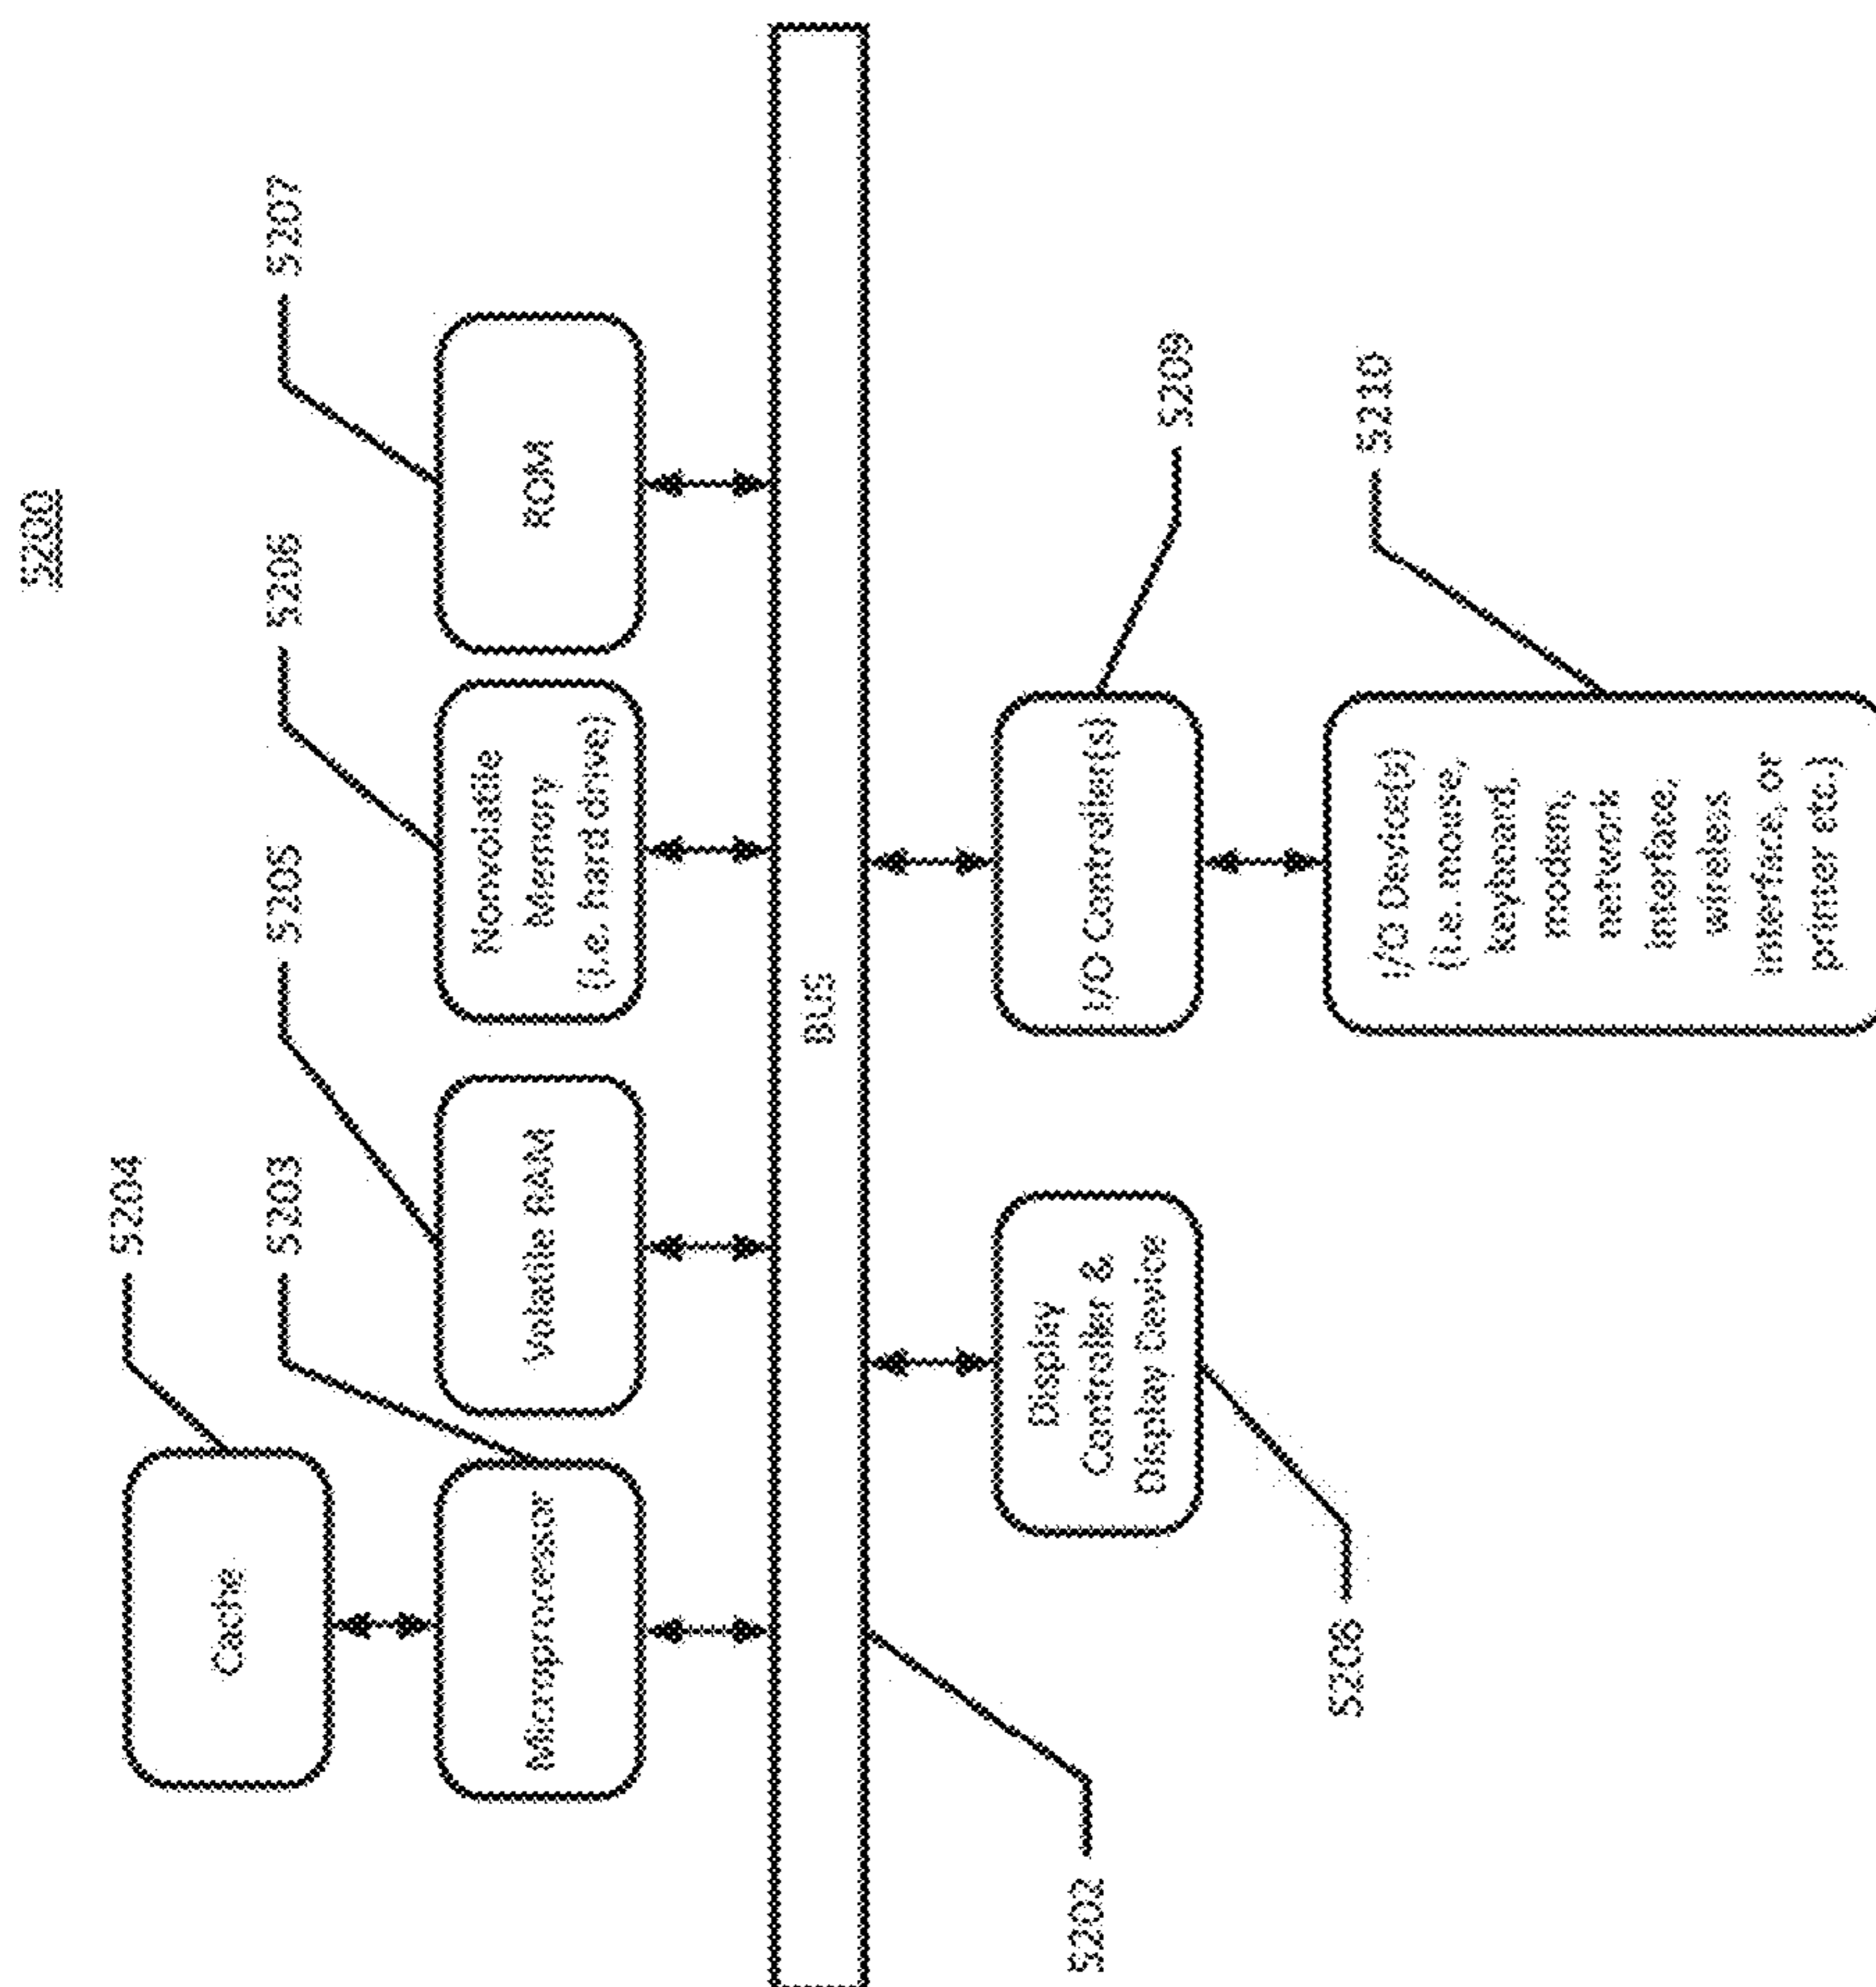 5200
5204
5203
5205
5206
5207
Cache
Microprocessor
Volatile RAM
Nonvolatile
Memory
(i.e. hard drive)
ROM
BUS
5202
Display
Controller &
Display Device
5208
I/O Controller(s)
5209
I/O Device(s)
(i.e. mouse,
keyboard,
modem,
network
interface,
wireless
interface, or
printer etc.)
5210